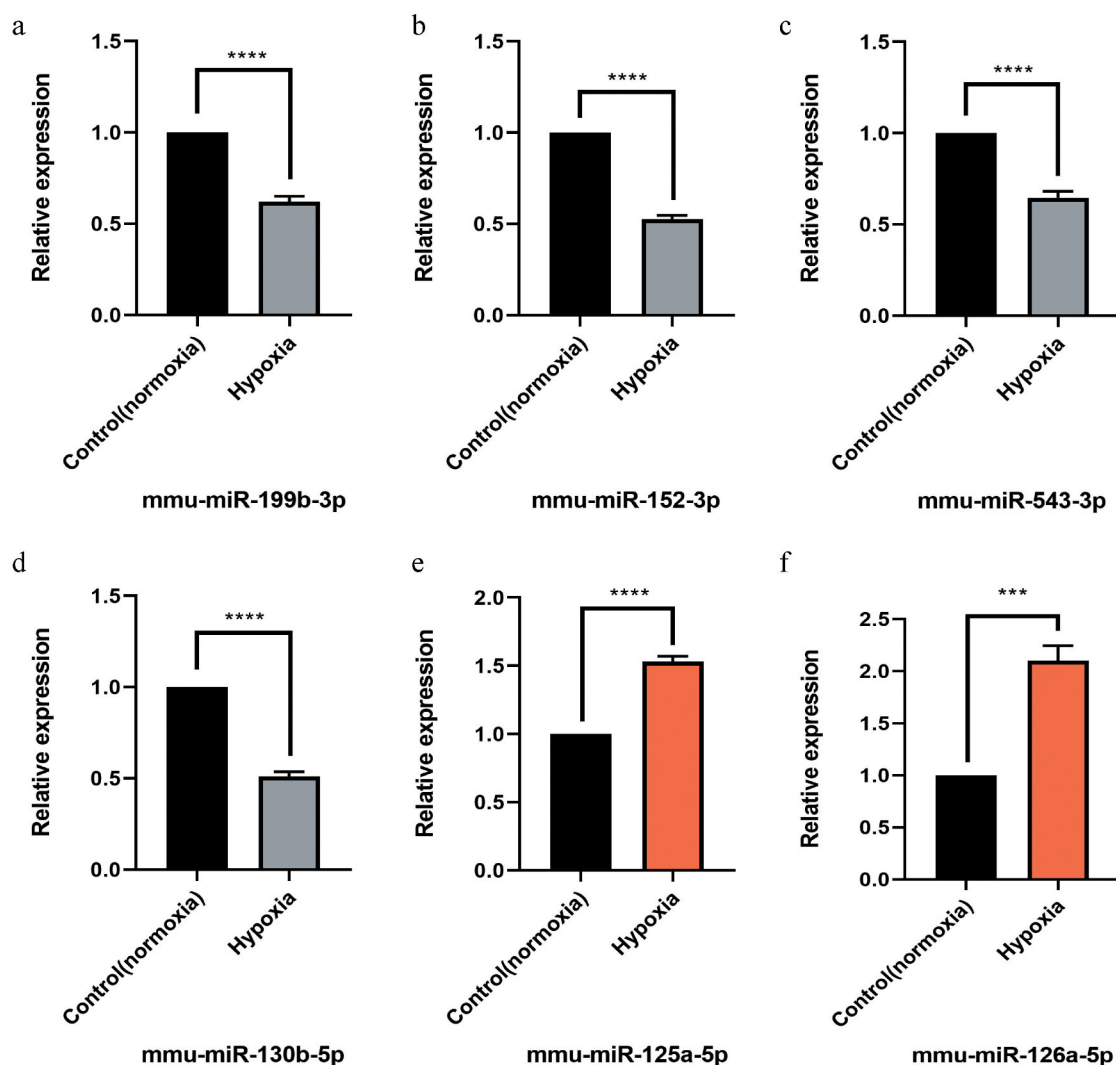 a
1.5
1.0
0.5
0.0
Relative expression
****
Control(normoxia)
Hypoxia
mmu-miR-199b-3p
b
1.5
1.0
0.5
0.0
Relative expression
****
Control(normoxia)
Hypoxia
mmu-miR-152-3p
c
1.5
1.0
0.5
0.0
Relative expression
****
Control(normoxia)
Hypoxia
mmu-miR-543-3p
d
1.5
1.0
0.5
0.0
Relative expression
****
Control(normoxia)
Hypoxia
mmu-miR-130b-5p
e
2.0
1.5
1.0
0.5
0.0
Relative expression
****
Control(normoxia)
Hypoxia
mmu-miR-125a-5p
f
2.5
2.0
1.5
1.0
0.5
0.0
Relative expression
***
Control(normoxia)
Hypoxia
mmu-miR-126a-5p